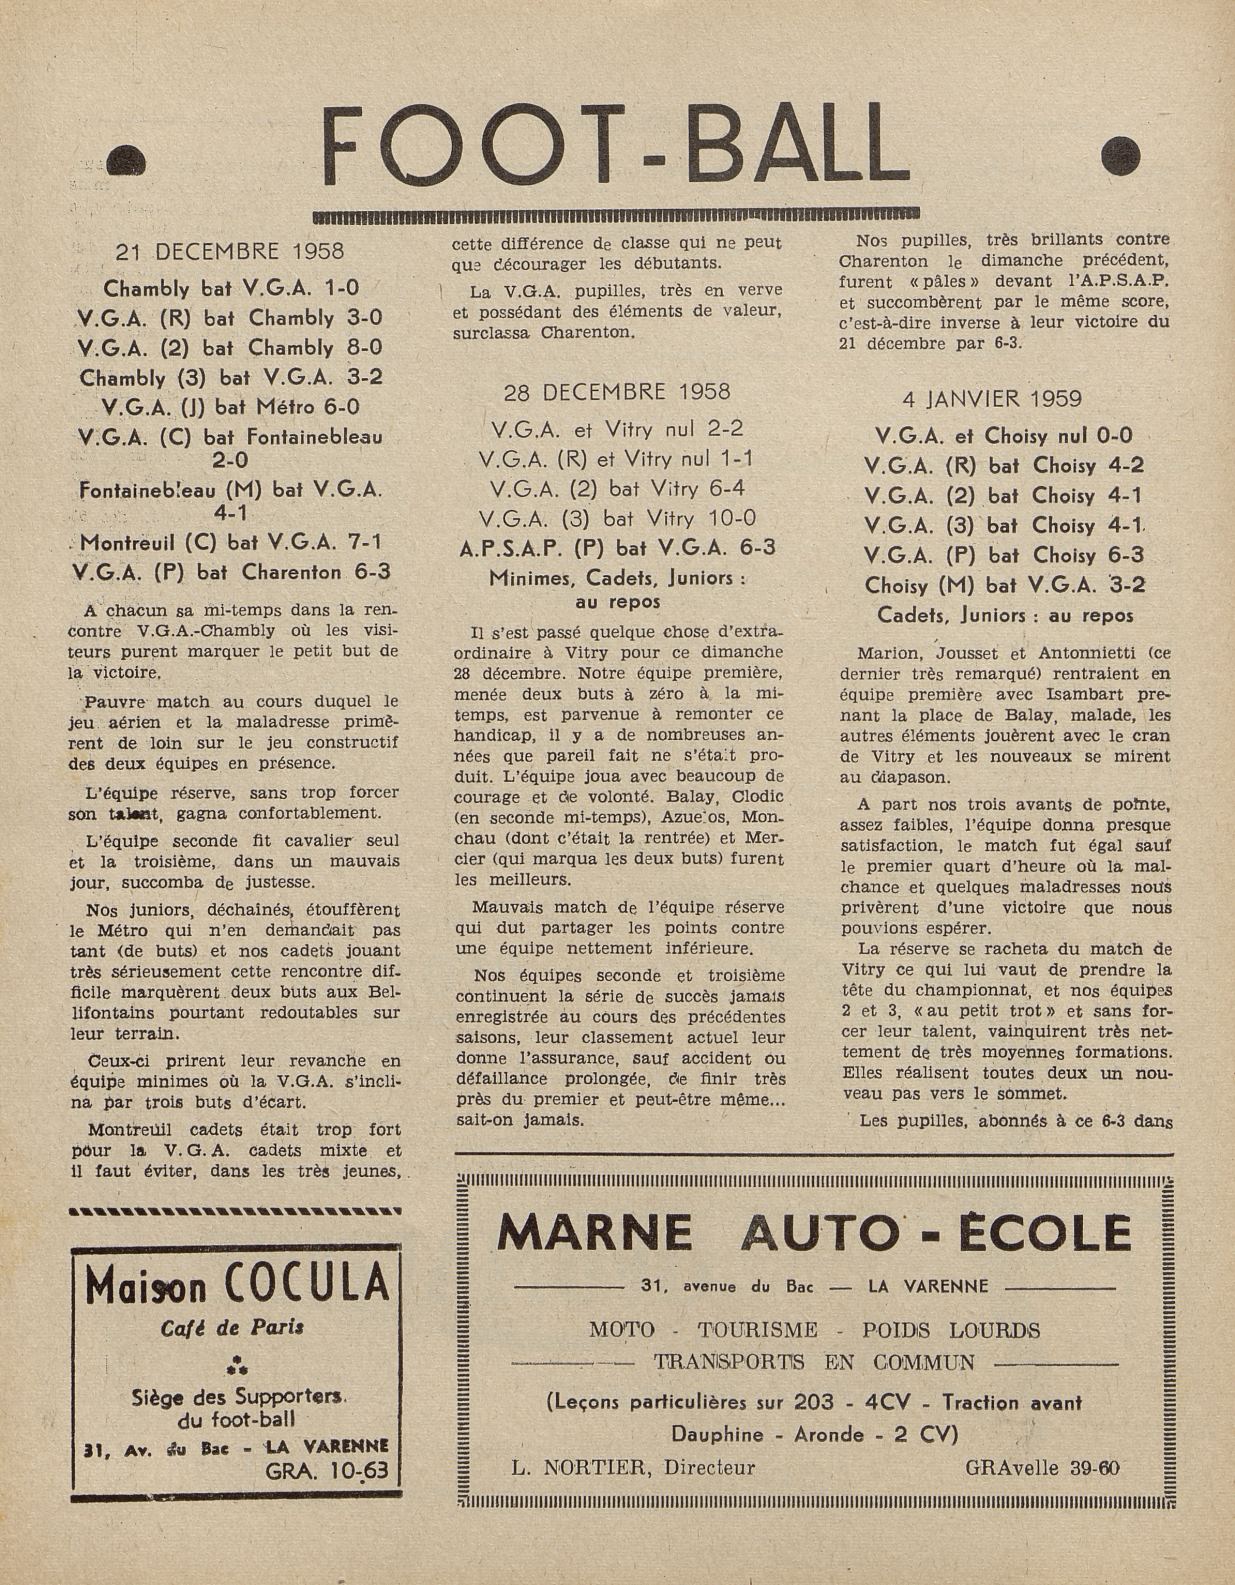 FOOT-BALL
21 DECEMBRE 1958
Chambly bat V.G.A. 1-0
V.G.A. (R) bat Chambly 3-0
V.G.A. (2) bat Chambly 8-0
Chambly (3) bat V.G.A. 3-2
V.G.A. (J) bat Métro 6-0
V.G.A. (C) bat Fontainebleau
2-0
Fontainebleau (M) bat V.G.A.
4-1
Montreuil (C) bat V.G.A. 7-1
V.G.A. (P) bat Charenton 6-3
A chacun sa mi-temps dans la ren-
contre V.G.A.-Chambly où les visi-
teurs purent marquer le petit but de
la victoire.
Pauvre match au cours duquel le
jeu aérien et la maladresse primè-
rent de loin sur le jeu constructif
des deux équipes en présence.
L'équipe réserve, sans trop forcer
son talent, gagna confortablement.
L'équipe seconde fit cavalier seul
et la troisième, dans un mauvais
jour, succomba de justesse.
Nos juniors, déchaînés, étouffèrent
le Métro qui n'en demandait pas
tant (de buts) et nos cadets jouant
très sérieusement cette rencontre dif-
ficile marquèrent deux buts aux Bel-
lifontains pourtant redoutables sur
leur terrain.
Ceux-ci prirent leur revanche en
équipe minimes où la V.G.A. s'incli-
na par trois buts d'écart.
Montreuil cadets était trop fort
pour la V.G.A. cadets mixte et
il faut éviter, dans les très jeunes,
cette différence de classe qui ne peut
que décourager les débutants.
La V.G.A. pupilles, très en verve
et possédant des éléments de valeur,
surclassa Charenton.
28 DECEMBRE 1958
V.G.A. et Vitry nul 2-2
V.G.A. (R) et Vitry nul 1-1
V.G.A. (2) bat Vitry 6-4
V.G.A. (3) bat Vitry 10-0
A.P.S.A.P. (P) bat V.G.A. 6-3
Minimes, Cadets, Juniors :
au repos
Il s'est passé quelque chose d'extra-
ordinaire à Vitry pour ce dimanche
28 décembre. Notre équipe première,
menée deux buts à zéro à la mi-
temps, est parvenue à remonter ce
handicap, il y a de nombreuses an-
nées que pareil fait ne s'était pro-
duit. L'équipe joua avec beaucoup de
courage et de volonté. Balay, Clodic
(en seconde mi-temps), Azuelos, Mon-
chau (dont c'était la rentrée) et Mer-
cier (qui marqua les deux buts) furent
les meilleurs.
Mauvais match de l'équipe réserve
qui dut partager les points contre
une équipe nettement inférieure.
Nos équipes seconde et troisième
continuent la série de succès jamais
enregistrée au cours des précédentes
saisons, leur classement actuel leur
donne l'assurance, sauf accident ou
défaillance prolongée, de finir très
près du premier et peut-être même...
sait-on jamais.
Nos pupilles, très brillants contre
Charenton le dimanche précédent,
furent « pâles » devant l'A.P.S.A.P.
et succombèrent par le même score,
c'est-à-dire inverse à leur victoire du
21 décembre par 6-3.
4 JANVIER 1959
V.G.A. et Choisy nul 0-0
V.G.A. (R) bat Choisy 4-2
V.G.A. (2) bat Choisy 4-1
V.G.A. (3) bat Choisy 4-1
V.G.A. (P) bat Choisy 6-3
Choisy (M) bat V.G.A. 3-2
Cadets, Juniors : au repos
Marion, Jousset et Antonnietti (ce
dernier très remarqué) rentraient en
équipe première avec Isambart pre-
nant la place de Balay, malade, les
autres éléments jouèrent avec le cran
de Vitry et les nouveaux se mirent
au diapason.
A part nos trois avants de pointe,
assez faibles, l'équipe donna presque
satisfaction, le match fut égal sauf
le premier quart d'heure où la mal-
chance et quelques maladresses nous
privèrent d'une victoire que nous
pouvions espérer.
La réserve se racheta du match de
Vitry ce qui lui vaut de prendre la
tête du championnat, et nos équipes
2 et 3, « au petit trot » et sans for-
cer leur talent, vainquirent très net-
tement de très moyennes formations.
Elles réalisent toutes deux un nou-
veau pas vers le sommet.
Les pupilles, abonnés à ce 6-3 dans
Maison COCULA
Café de Paris
Siège des Supporters
du foot-ball
31, Av. du Bac - LA VARENNE
GRA. 10-63
MARNE AUTO - ÉCOLE
31, avenue du Bac — LA VARENNE
MOTO - TOURISME - POIDS LOURDS
TRANSPORTS EN COMMUN
(Leçons particulières sur 203 - 4CV - Traction avant
Dauphine - Aronde - 2 CV)
L. NORTIER, Directeur GRAvelle 39-60